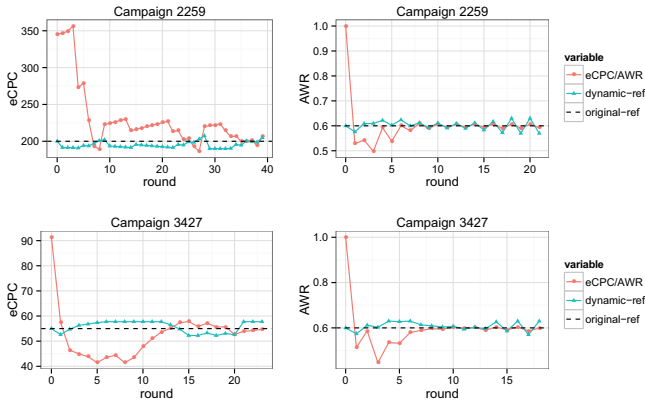 Campaign 2259
350
300
250
200
eCPC
0
10
20
30
40
round
Campaign 2259
1.0
0.9
0.8
0.7
0.6
0.5
AWR
0
5
10
15
20
round
variable
eCPC/AWR
dynamic-ref
original-ref
Campaign 3427
90
80
70
60
50
40
eCPC
0
5
10
15
20
round
Campaign 3427
1.0
0.8
0.6
0.4
AWR
0
5
10
15
round
variable
eCPC/AWR
dynamic-ref
original-ref